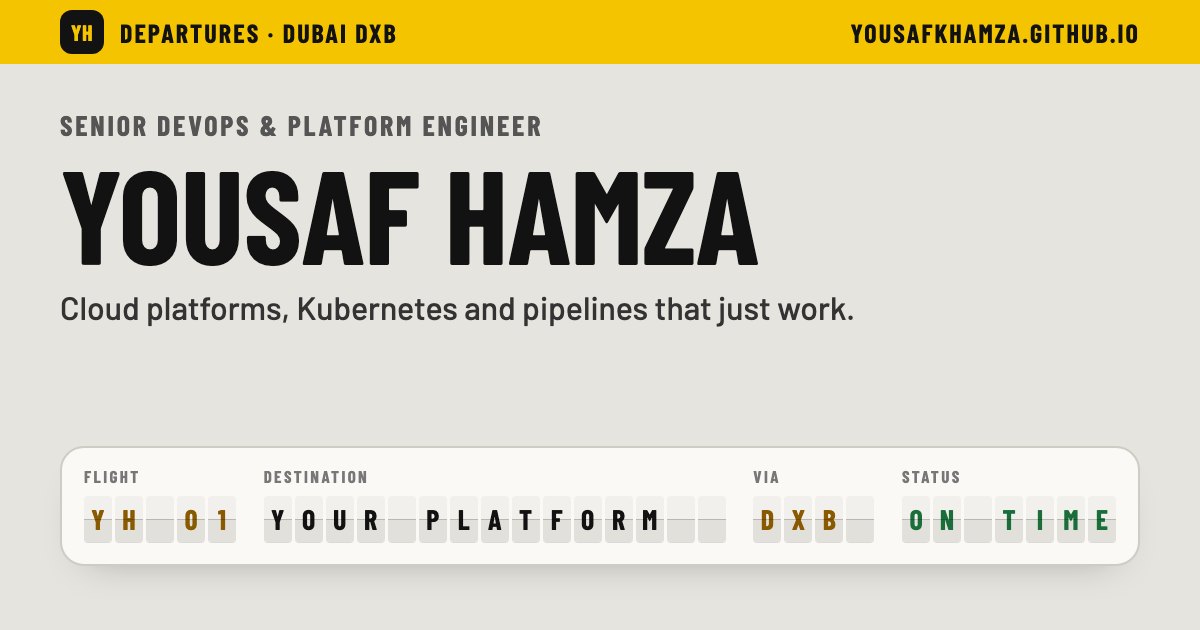 YH DEPARTURES · DUBAI DXB YOUSAFKHAMZA.GITHUB.IO
SENIOR DEVOPS & PLATFORM ENGINEER
YOUSAF HAMZA
Cloud platforms, Kubernetes and pipelines that just work.
FLIGHT DESTINATION VIA STATUS
YH 01 YOUR PLATFORM DXB ON TIME